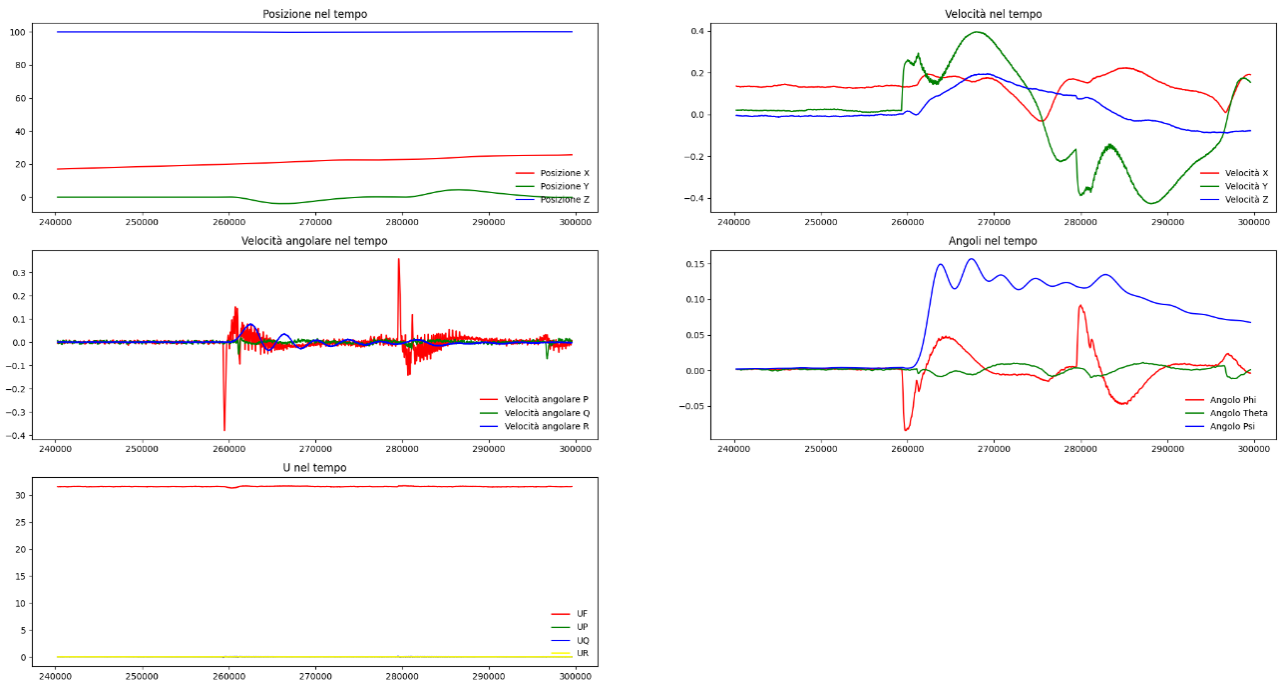 Posizione nel tempo
100
80
60
40
20
0
Posizione X
Posizione Y
Posizione Z
240000 250000 260000 270000 280000 290000 300000
Velocità nel tempo
0.4
0.2
0.0
−0.2
−0.4
Velocità X
Velocità Y
Velocità Z
240000 250000 260000 270000 280000 290000 300000
Velocità angolare nel tempo
0.3
0.2
0.1
0.0
−0.1
−0.2
−0.3
−0.4
Velocità angolare P
Velocità angolare Q
Velocità angolare R
240000 250000 260000 270000 280000 290000 300000
Angoli nel tempo
0.15
0.10
0.05
0.00
−0.05
Angolo Phi
Angolo Theta
Angolo Psi
240000 250000 260000 270000 280000 290000 300000
U nel tempo
30
25
20
15
10
5
0
UF
UP
UQ
UR
240000 250000 260000 270000 280000 290000 300000